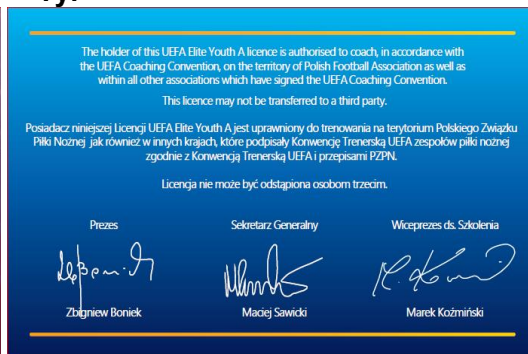 The holder of this UEFA Elite Youth A licence is authorised to coach, in accordance with
the UEFA Coaching Convention, on the territory of Polish Football Association as well as
within all other associations which have signed the UEFA Coaching Convention.
This licence may not be transferred to a third party.
Posiadacz niniejszej Licencji UEFA Elite Youth A jest uprawniony do trenowania na terytorium Polskiego Związku
Piłki Nożnej jak również w innych krajach, które podpisały Konwencję Trenerską UEFA zespołów piłki nożnej
zgodnie z Konwencją Trenerską UEFA i przepisami PZPN.
Licencja nie może być odstąpiona osobom trzecim.
Prezes Sekretarz Generalny Wiceprezes ds. Szkolenia
Zbigniew Boniek Maciej Sawicki Marek Koźmiński